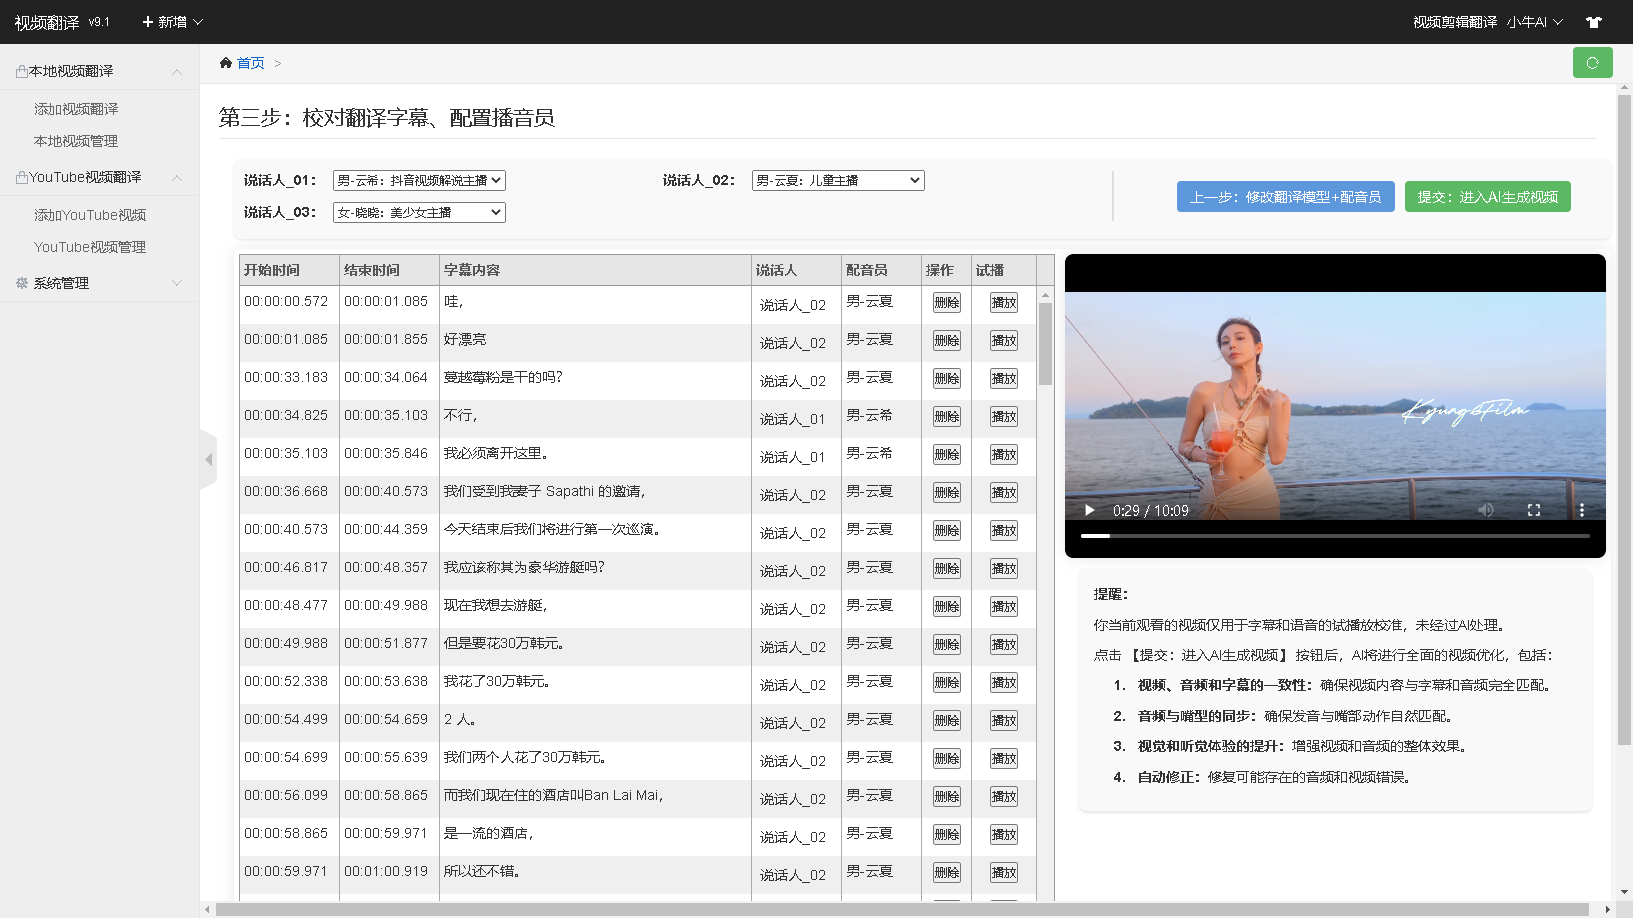 视频翻译 v9.1 新增 视频剪辑翻译 小牛AI
本地视频翻译
添加视频翻译
本地视频管理
YouTube视频翻译
添加YouTube视频
YouTube视频管理
系统管理
首页 >
第三步：校对翻译字幕、配置播音员
说话人_01： 男-云希：抖音视频解说主播 说话人_02： 男-云夏：儿童主播
说话人_03： 女-晓晓：美少女主播
上一步：修改翻译模型+配音员 提交：进入AI生成视频
开始时间 结束时间 字幕内容 说话人 配音员 操作 试播
00:00:00.572 00:00:01.085 哇， 说话人_02 男-云夏 删除 播放
00:00:01.085 00:00:01.855 好漂亮 说话人_02 男-云夏 删除 播放
00:00:33.183 00:00:34.064 蔓越莓粉是干的吗？ 说话人_02 男-云夏 删除 播放
00:00:34.825 00:00:35.103 不行， 说话人_01 男-云希 删除 播放
00:00:35.103 00:00:35.846 我必须离开这里。 说话人_01 男-云希 删除 播放
00:00:36.668 00:00:40.573 我们受到我妻子 Sapathi 的邀请， 说话人_02 男-云夏 删除 播放
00:00:40.573 00:00:44.359 今天结束后我们将进行第一次巡演。 说话人_02 男-云夏 删除 播放
00:00:46.817 00:00:48.357 我应该称其为豪华游艇吗？ 说话人_02 男-云夏 删除 播放
00:00:48.477 00:00:49.988 现在我想去游艇， 说话人_02 男-云夏 删除 播放
00:00:49.988 00:00:51.877 但是要花30万韩元。 说话人_02 男-云夏 删除 播放
00:00:52.338 00:00:53.638 我花了30万韩元。 说话人_02 男-云夏 删除 播放
00:00:54.499 00:00:54.659 2 人。 说话人_02 男-云夏 删除 播放
00:00:54.699 00:00:55.639 我们两个人花了30万韩元。 说话人_02 男-云夏 删除 播放
00:00:56.099 00:00:58.865 而我们现在住的酒店叫Ban Lai Mai， 说话人_02 男-云夏 删除 播放
00:00:58.865 00:00:59.971 是一流的酒店， 说话人_02 男-云夏 删除 播放
00:00:59.971 00:01:00.919 所以还不错。 说话人_02 男-云夏 删除 播放
Kyung6Film
0:29 / 10:09
提醒：
你当前观看的视频仅用于字幕和语音的试播放校准，未经过AI处理。
点击 【提交：进入AI生成视频】 按钮后，AI将进行全面的视频优化，包括：
1. 视频、音频和字幕的一致性：确保视频内容与字幕和音频完全匹配。
2. 音频与嘴型的同步：确保发音与嘴部动作自然匹配。
3. 视觉和听觉体验的提升：增强视频和音频的整体效果。
4. 自动修正：修复可能存在的音频和视频错误。